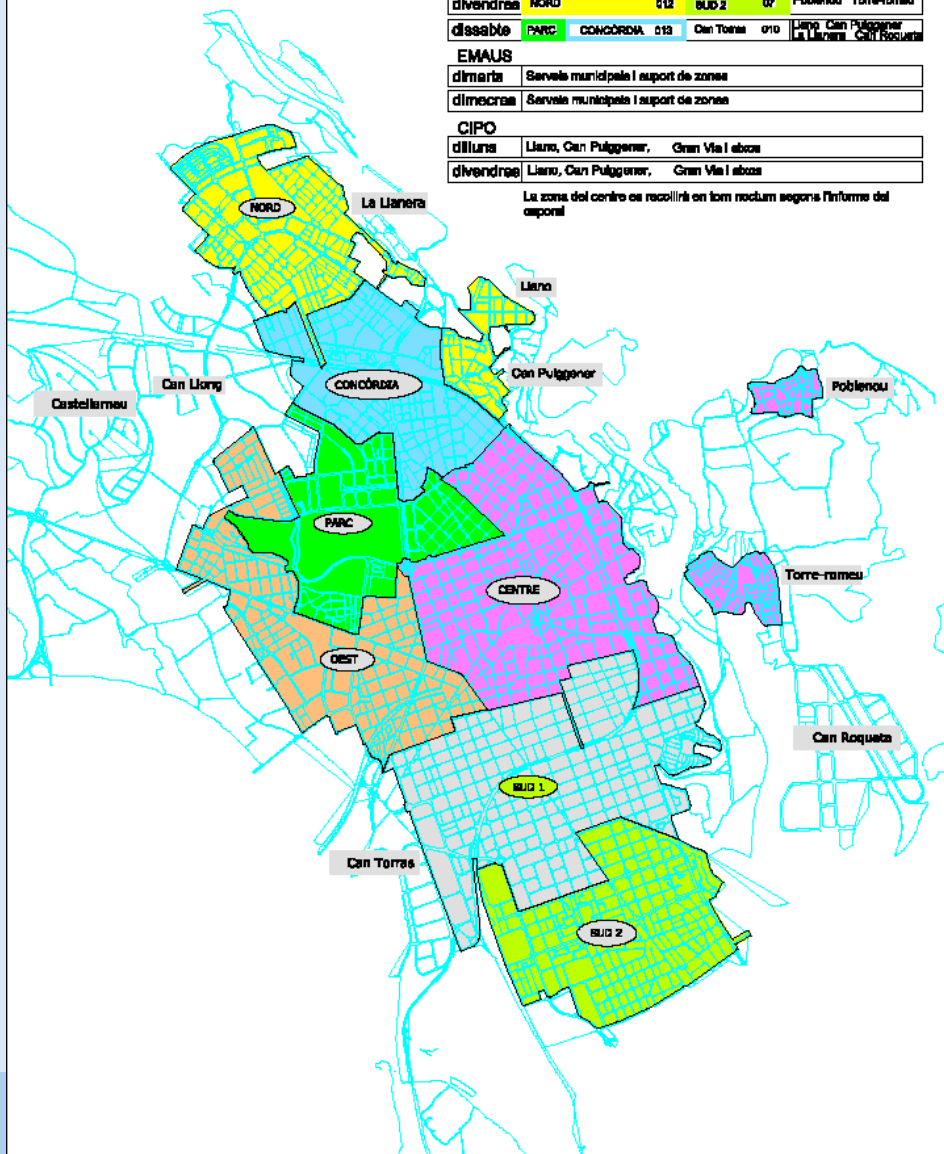 divendres NORD 012 SUD 2 07 Poblenou Torre-romeu
dissabte PARC CONCÒRDIA 013 Can Torras 010 Llano Can Puiggener
La Llanera Can Roqueta
EMAUS
dimarts Serveis municipals i suport de zones
dimecres Serveis municipals i suport de zones
CIPO
dilluns Llano, Can Puiggener, Gran Via i eixos
divendres Llano, Can Puiggener, Gran Via i eixos
La zona del centre es recollirà en torn nocturn segons l'informe del
caporal
La Llanera
NORD
Llano
Can Puiggener
Can Llong
CONCÒRDIA
Poblenou
Castellarnau
PARC
Torre-romeu
CENTRE
OEST
Can Roqueta
SUD 1
Can Torras
SUD 2